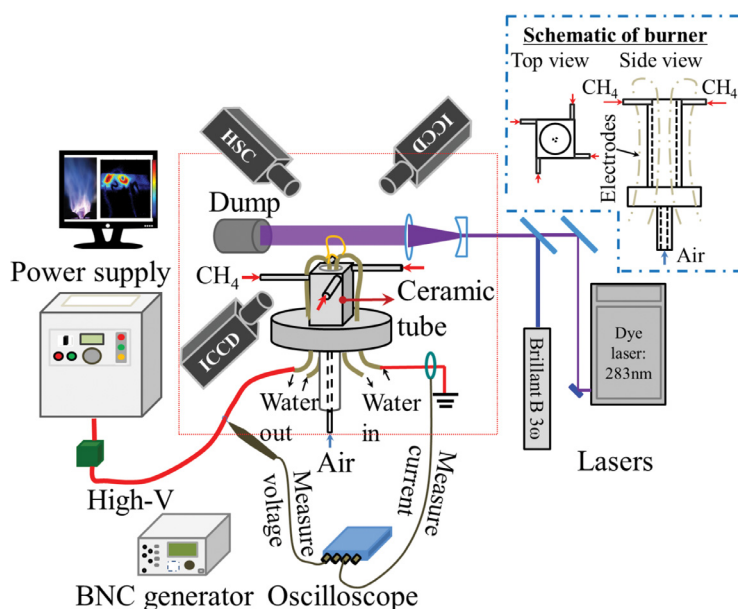 Schematic of burner
Top view
Side view
CH₄
CH₄
Electrodes
Air
HSC
ICCD
Dump
Power supply
CH₄
Ceramic
tube
ICCD
Water
out
Water
in
Air
High-V
Measure
voltage
Measure
current
Brillant B 3ω
Dye
laser:
283nm
Lasers
BNC generator
Oscilloscope